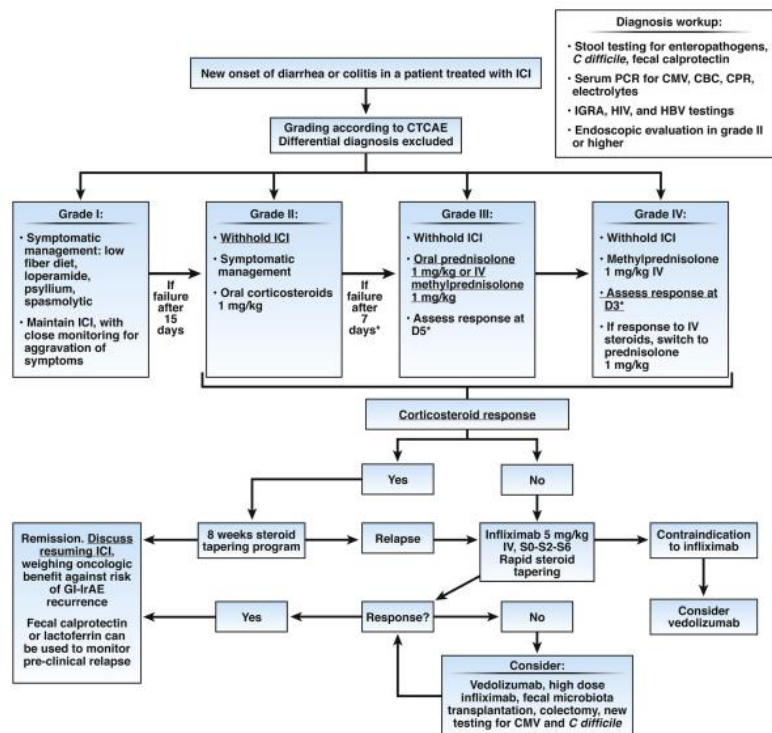 Diagnosis workup:
• Stool testing for enteropathogens,
C difficile, fecal calprotectin
• Serum PCR for CMV, CBC, CPR,
electrolytes
• IGRA, HIV, and HBV testings
• Endoscopic evaluation in grade II
or higher
New onset of diarrhea or colitis in a patient treated with ICI
Grading according to CTCAE
Differential diagnosis excluded
Grade I:
• Symptomatic
management: low
fiber diet,
loperamide,
psyllium,
spasmolytic
• Maintain ICI, with
close monitoring for
aggravation of
symptoms
If
failure
after
15
days
Grade II:
• Withhold ICI
• Symptomatic
management
• Oral corticosteroids
1 mg/kg
If
failure
after
7
days*
Grade III:
• Withhold ICI
• Oral prednisolone
1 mg/kg or IV
methylprednisolone
1 mg/kg
• Assess response at
D5*
Grade IV:
• Withhold ICI
• Methylprednisolone
1 mg/kg IV
• Assess response at
D3*
• If response to IV
steroids, switch to
prednisolone
1 mg/kg
Corticosteroid response
Yes
No
Remission. Discuss
resuming ICI,
weighing oncologic
benefit against risk
of GI-IrAE
recurrence
Fecal calprotectin
or lactoferrin can
be used to monitor
pre-clinical relapse
8 weeks steroid
tapering program
Relapse
Infliximab 5 mg/kg
IV, S0-S2-S6
Rapid steroid
tapering
Contraindication
to infliximab
Consider
vedolizumab
Yes
Response?
No
Consider:
Vedolizumab, high dose
infliximab, fecal microbiota
transplantation, colectomy, new
testing for CMV and C difficile